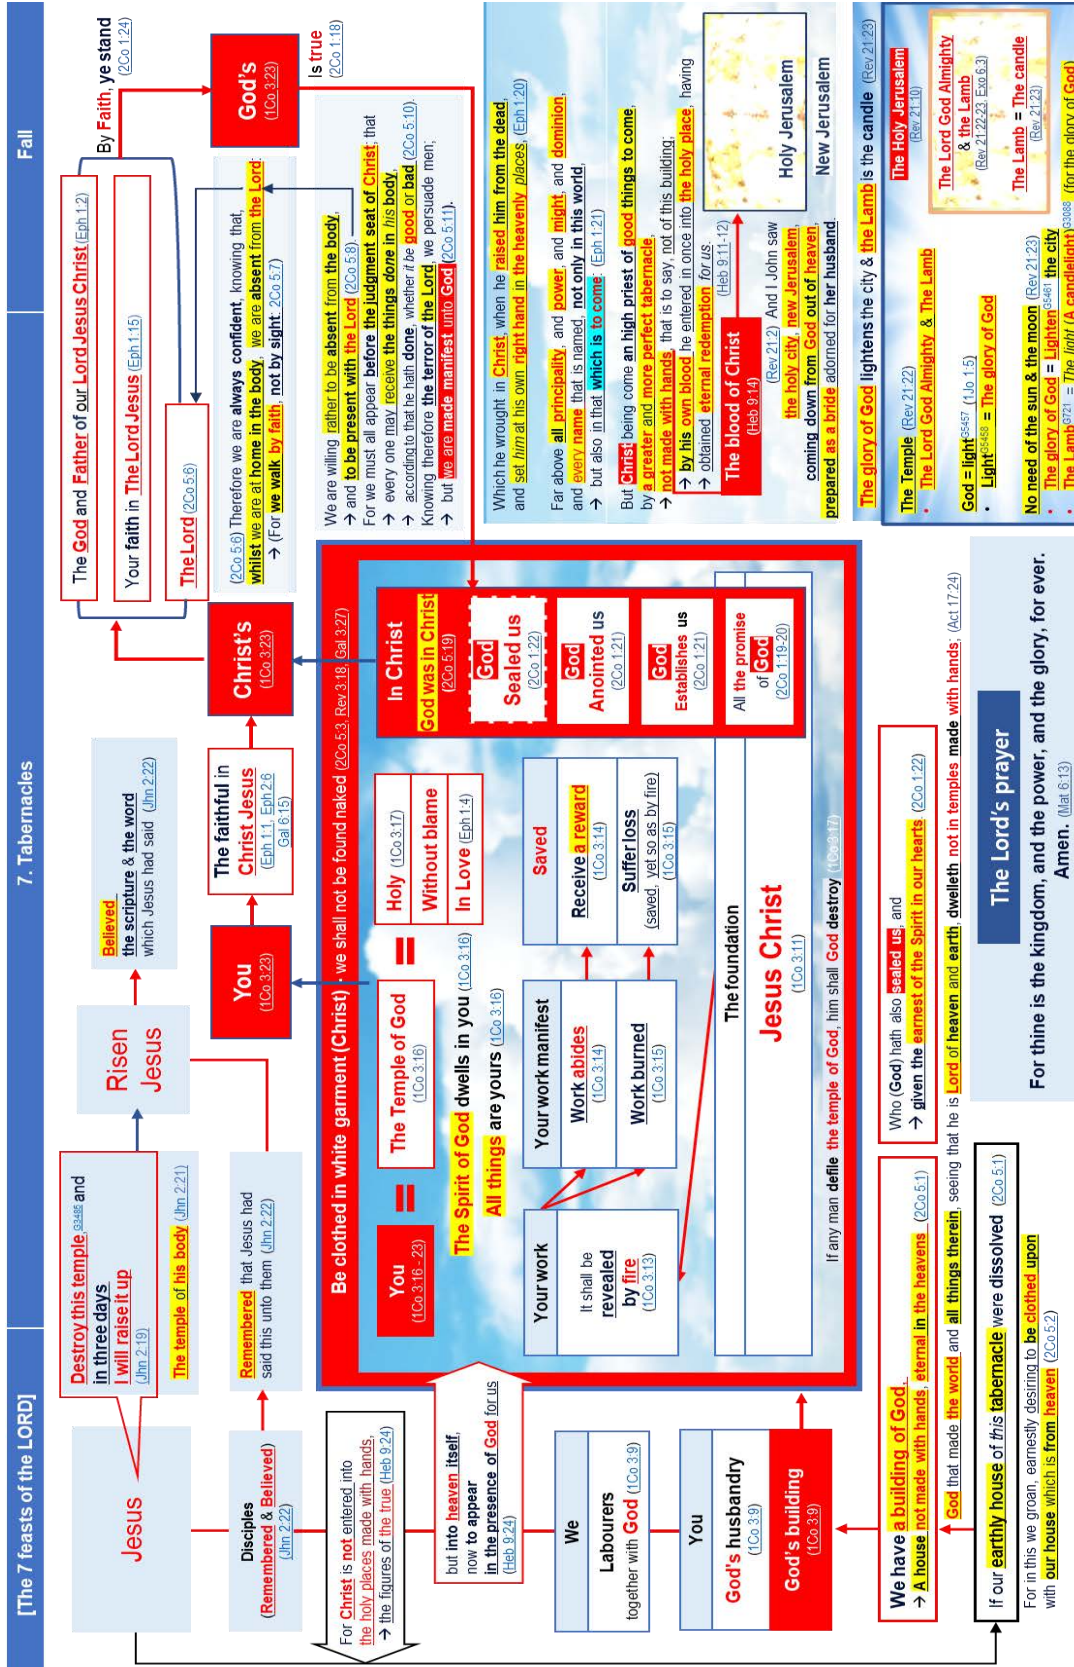 [The 7 feasts of the LORD]
7. Tabernacles
Fall
Jesus
Destroy this temple,G3485 and
in three days
I will raise it up
(Jhn 2:19)
The temple of his body (Jhn 2:21)
Risen
Jesus
Believed
the scripture & the word
which Jesus had said (Jhn 2:22)
Disciples
(Remembered & Believed)
(Jhn 2:22)
Remembered that Jesus had
said this unto them (Jhn 2:22)
You
(1Co 3:23)
The faithful in
Christ Jesus
(Eph 1:1, Eph 2:6
Gal 6:15)
Christ's
(1Co 3:23)
The God and Father of our Lord Jesus Christ (Eph 1:2)
Your faith in The Lord Jesus (Eph 1:15)
The Lord (2Co 5:6)
By Faith, ye stand
(2Co 1:24)
God's
(1Co 3:23)
Is true
(2Co 1:18)
(2Co 5:6) Therefore we are always confident, knowing that,
whilst we are at home in the body, we are absent from the Lord:
→ (For we walk by faith, not by sight: 2Co 5:7)
We are willing rather to be absent from the body,
→ and to be present with the Lord (2Co 5:8).
For we must all appear before the judgment seat of Christ; that
→ every one may receive the things done in his body,
→ according to that he hath done, whether it be good or bad (2Co 5:10).
Knowing therefore the terror of the Lord, we persuade men;
→ but we are made manifest unto God (2Co 5:11).
For Christ is not entered into
the holy places made with hands,
→ the figures of the true (Heb 9:24)
but into heaven itself,
now to appear
in the presence of God for us
(Heb 9:24)
We
Labourers
together with God (1Co 3:9)
You
God's husbandry
(1Co 3:9)
God's building
(1Co 3:9)
Be clothed in white garment (Christ) - we shall not be found naked (2Co 5:3, Rev 3:18, Gal 3:27)
You
(1Co 3:16 - 23)
=
The Temple of God
(1Co 3:16)
=
Holy (1Co 3:17)
Without blame
In Love (Eph 1:4)
The Spirit of God dwells in you (1Co 3:16)
All things are yours (1Co 3:16)
Your work
It shall be
revealed
by fire
(1Co 3:13)
Your work manifest
Work abides
(1Co 3:14)
Work burned
(1Co 3:15)
Saved
Receive a reward
(1Co 3:14)
Suffer loss
(saved, yet so as by fire)
(1Co 3:15)
The foundation
Jesus Christ
(1Co 3:11)
If any man defile the temple of God, him shall God destroy (1Co 3:17)
In Christ
God was in Christ
(2Co 5:19)
God
Sealed us
(2Co 1:22)
God
Anointed us
(2Co 1:21)
God
Establishes us
(2Co 1:21)
All the promise
of God
(2Co 1:19-20)
Which he wrought in Christ, when he raised him from the dead,
and set him at his own right hand in the heavenly places, (Eph 1:20)
Far above all principality, and power, and might, and dominion,
and every name that is named, not only in this world,
→ but also in that which is to come: (Eph 1:21)
But Christ being come an high priest of good things to come,
by a greater and more perfect tabernacle,
→ not made with hands, that is to say, not of this building;
→ by his own blood he entered in once into the holy place, having
→ obtained eternal redemption for us.
(Heb 9:11-12)
The blood of Christ
(Heb 9:14)
Holy Jerusalem
New Jerusalem
(Rev 21:2) And I John saw
the holy city, new Jerusalem,
coming down from God out of heaven,
prepared as a bride adorned for her husband.
We have a building of God,
→ A house not made with hands, eternal in the heavens (2Co 5:1)
Who (God) hath also sealed us, and
→ given the earnest of the Spirit in our hearts. (2Co 1:22)
God that made the world and all things therein, seeing that he is Lord of heaven and earth, dwelleth not in temples made with hands; (Act 17:24)
If our earthly house of this tabernacle were dissolved (2Co 5:1)
For in this we groan, earnestly desiring to be clothed upon
with our house which is from heaven (2Co 5:2)
The Lord's prayer
For thine is the kingdom, and the power, and the glory, for ever.
Amen. (Mat 6:13)
The glory of God lightens the city & the Lamb is the candle (Rev 21:23)
The Temple (Rev 21:22)
• The Lord God Almighty & The Lamb
God = lightG5457 (1Jo 1:5)
• LightG5458 = The glory of God
No need of the sun & the moon (Rev 21:23)
• The glory of God = LightenG5461 the city
• The LambG721 = The light (A candlelight)G3088 (for the glory of God)
The Holy Jerusalem
(Rev 21:10)
The Lord God Almighty
& the Lamb
(Rev 21:22-23, Exo 6:3)
The Lamb = The candle
(Rev 21:23)